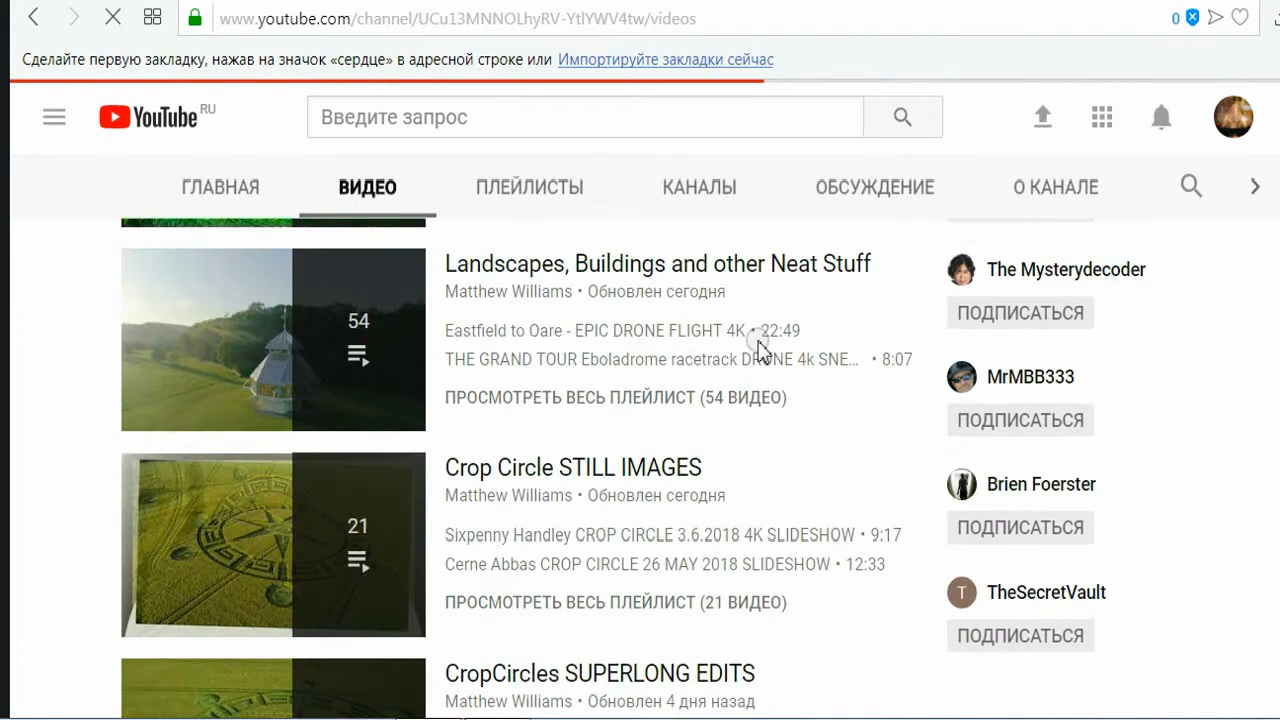 www.youtube.com/channel/UCu13MNNOLhyRV-YtlYWV4tw/videos
0
Сделайте первую закладку, нажав на значок «сердце» в адресной строке или Импортируйте закладки сейчас
YouTube RU
Введите запрос
ГЛАВНАЯ
ВИДЕО
ПЛЕЙЛИСТЫ
КАНАЛЫ
ОБСУЖДЕНИЕ
О КАНАЛЕ
54
Landscapes, Buildings and other Neat Stuff
Matthew Williams • Обновлен сегодня
Eastfield to Oare - EPIC DRONE FLIGHT 4K • 22:49
THE GRAND TOUR Eboladrome racetrack DRONE 4k SNE... • 8:07
ПРОСМОТРЕТЬ ВЕСЬ ПЛЕЙЛИСТ (54 ВИДЕО)
21
Crop Circle STILL IMAGES
Matthew Williams • Обновлен сегодня
Sixpenny Handley CROP CIRCLE 3.6.2018 4K SLIDESHOW • 9:17
Cerne Abbas CROP CIRCLE 26 MAY 2018 SLIDESHOW • 12:33
ПРОСМОТРЕТЬ ВЕСЬ ПЛЕЙЛИСТ (21 ВИДЕО)
CropCircles SUPERLONG EDITS
Matthew Williams • Обновлен 4 дня назад
The Mysterydecoder
ПОДПИСАТЬСЯ
MrMBB333
ПОДПИСАТЬСЯ
Brien Foerster
ПОДПИСАТЬСЯ
T
TheSecretVault
ПОДПИСАТЬСЯ